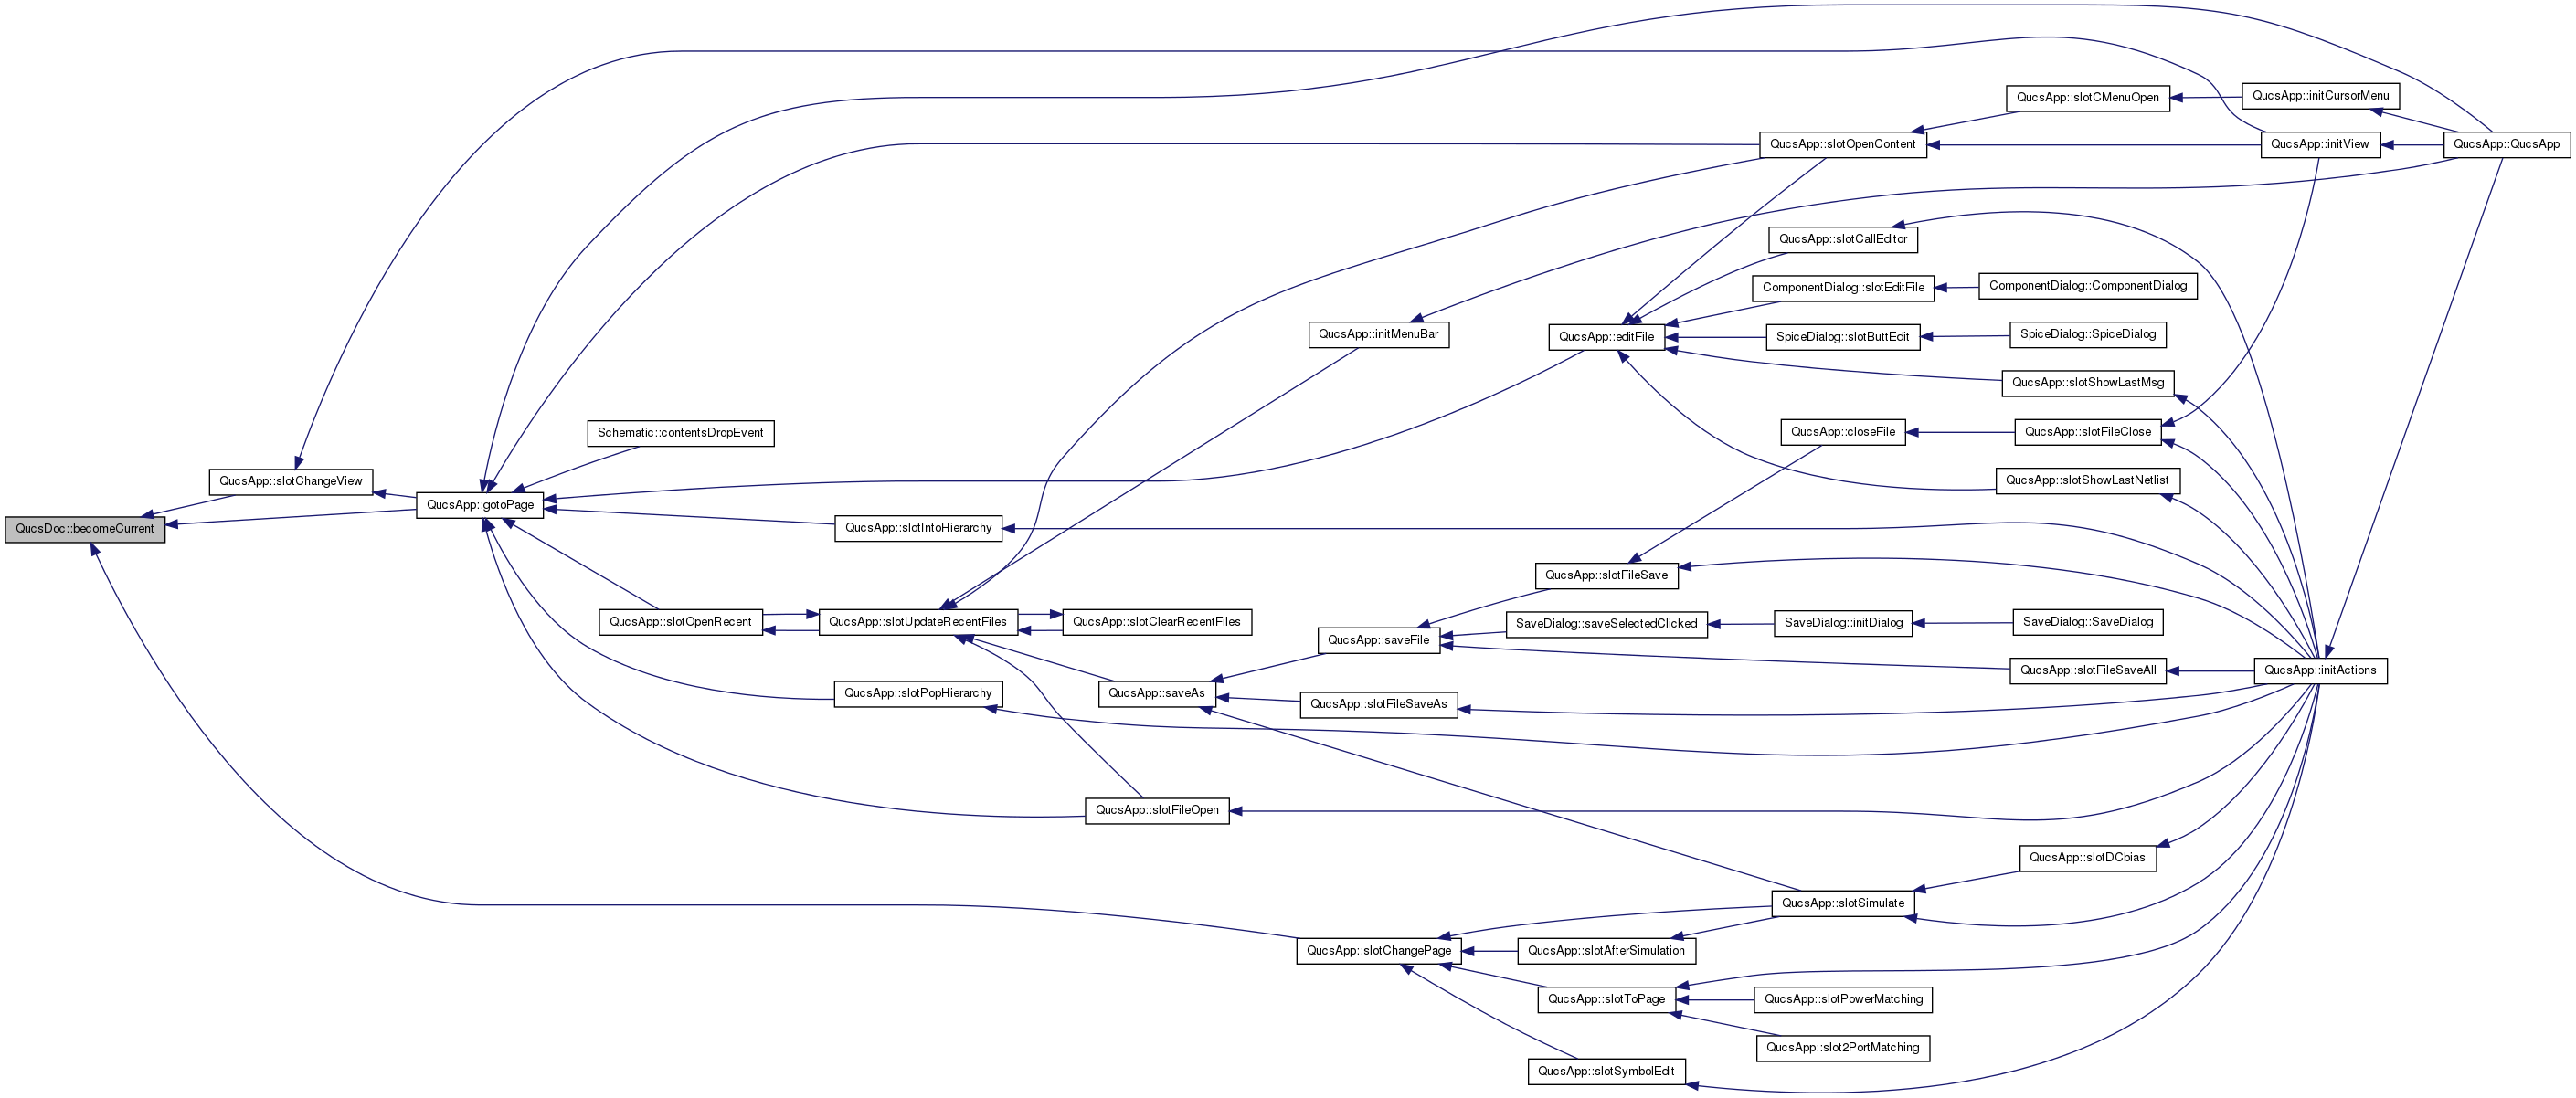 QucsApp::slotCMenuOpen
QucsApp::initCursorMenu
QucsApp::slotOpenContent
QucsApp::initView
QucsApp::QucsApp
QucsApp::slotCallEditor
ComponentDialog::slotEditFile
ComponentDialog::ComponentDialog
QucsApp::initMenuBar
QucsApp::editFile
SpiceDialog::slotButtEdit
SpiceDialog::SpiceDialog
QucsApp::slotShowLastMsg
Schematic::contentsDropEvent
QucsApp::closeFile
QucsApp::slotFileClose
QucsApp::slotChangeView
QucsApp::slotShowLastNetlist
QucsApp::gotoPage
QucsDoc::becomeCurrent
QucsApp::slotIntoHierarchy
QucsApp::slotFileSave
QucsApp::slotOpenRecent
QucsApp::slotUpdateRecentFiles
QucsApp::slotClearRecentFiles
SaveDialog::saveSelectedClicked
SaveDialog::initDialog
SaveDialog::SaveDialog
QucsApp::saveFile
QucsApp::slotFileSaveAll
QucsApp::initActions
QucsApp::slotPopHierarchy
QucsApp::saveAs
QucsApp::slotFileSaveAs
QucsApp::slotFileOpen
QucsApp::slotDCbias
QucsApp::slotSimulate
QucsApp::slotChangePage
QucsApp::slotAfterSimulation
QucsApp::slotToPage
QucsApp::slotPowerMatching
QucsApp::slot2PortMatching
QucsApp::slotSymbolEdit